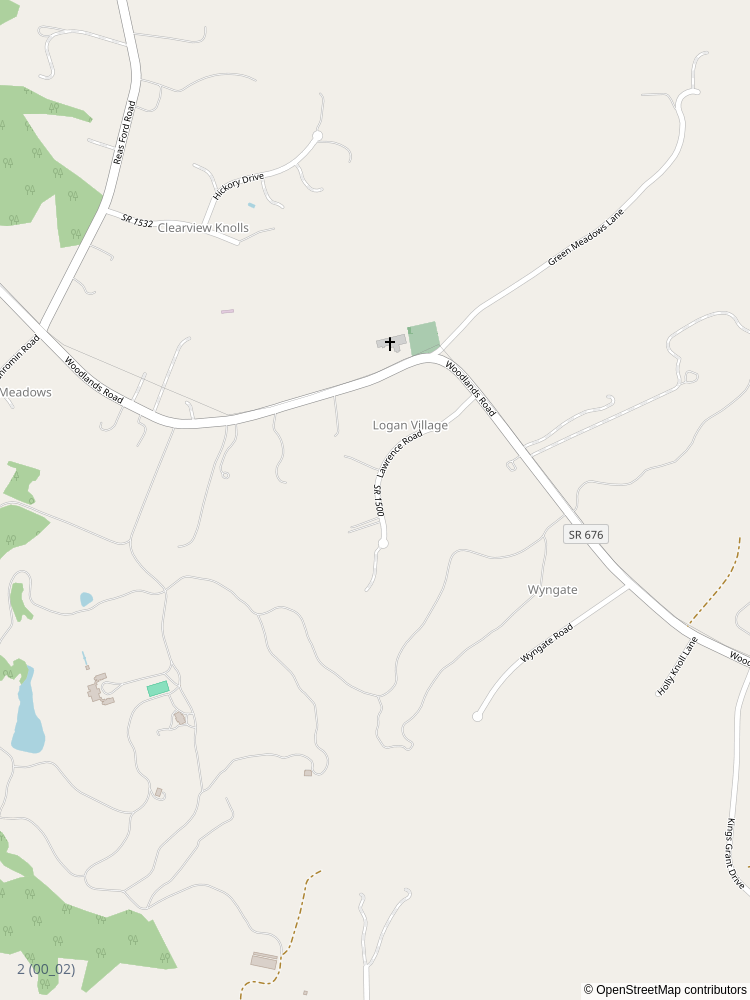 Reas Ford Road
Hickory Drive
SR 1532
Clearview Knolls
Green Meadows Lane
Woodlands Road
Meadows
Woodlands Road
Logan Village
Lawrence Road
SR 1500
SR 676
Wyngate
Wyngate Road
Holly Knoll Lane
Kings Grant Drive
2 (00_02)
© OpenStreetMap contributors